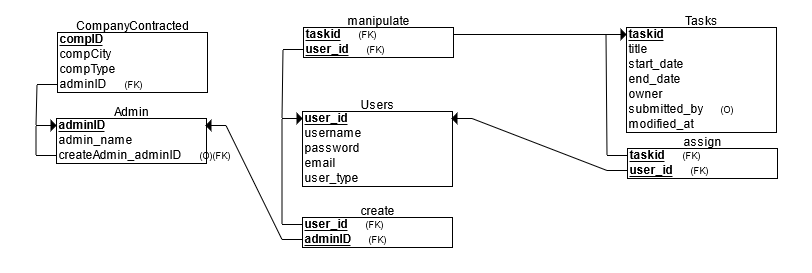 CompanyContracted
compID
compCity
compType
adminID (FK)
Admin
adminID
admin_name
createAdmin_adminID (O)(FK)
manipulate
taskid (FK)
user_id (FK)
Users
user_id
username
password
email
user_type
create
user_id (FK)
adminID (FK)
Tasks
taskid
title
start_date
end_date
owner
submitted_by (O)
modified_at
assign
taskid (FK)
user_id (FK)